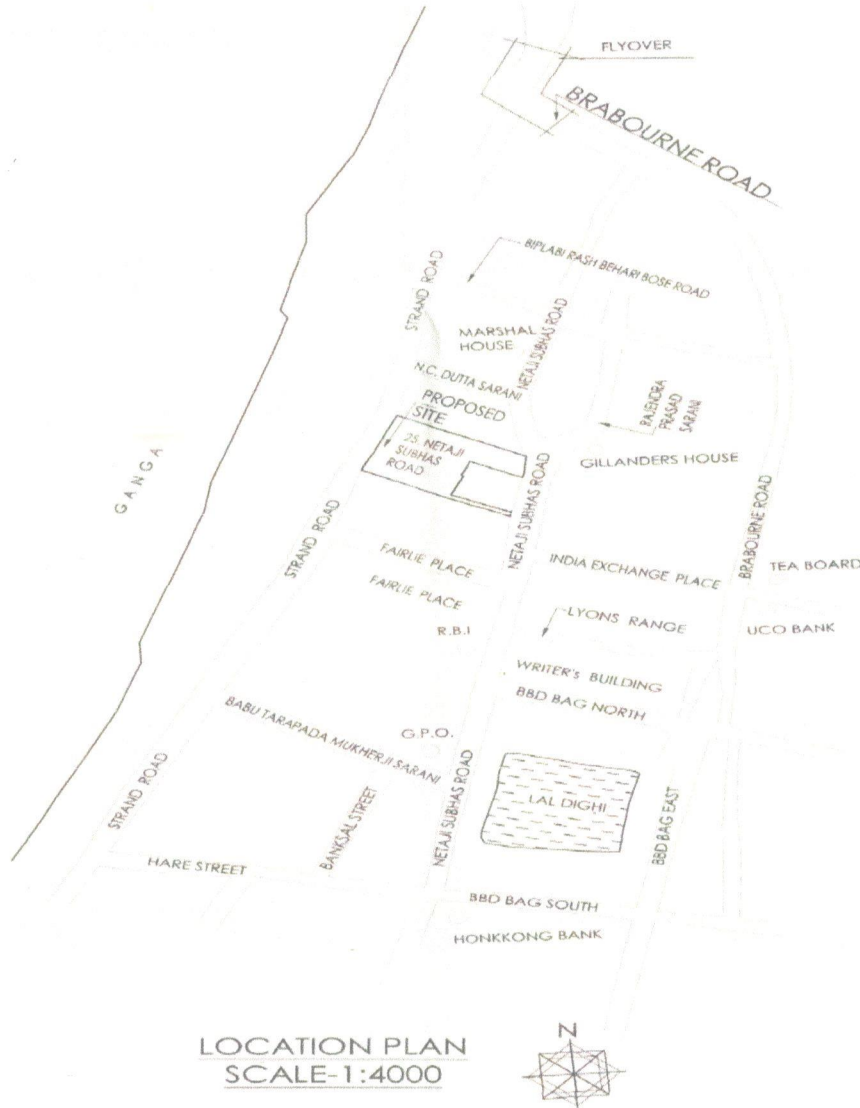 FLYOVER
BRABOURNE ROAD
BIPLABI RASH BEHARI BOSE ROAD
STRAND ROAD
NETAJI SUBHAS ROAD
MARSHAL
HOUSE
N.C. DUTTA SARANI
PROPOSED
SITE
RAJENDRA
PRASAD
SARANI
25, NETAJI
SUBHAS
ROAD
GILLANDERS HOUSE
GANGA
STRAND ROAD
NETAJI SUBHAS ROAD
BRABOURNE ROAD
FAIRLIE PLACE
INDIA EXCHANGE PLACE
TEA BOARD
FAIRLIE PLACE
LYONS RANGE
R.B.I
UCO BANK
WRITER's BUILDING
BBD BAG NORTH
BABU TARAPADA MUKHERJI SARANI
G.P.O.
STRAND ROAD
BANKSAL STREET
NETAJI SUBHAS ROAD
LAL DIGHI
BBD BAG EAST
HARE STREET
BBD BAG SOUTH
HONKKONG BANK
LOCATION PLAN
SCALE-1:4000
N